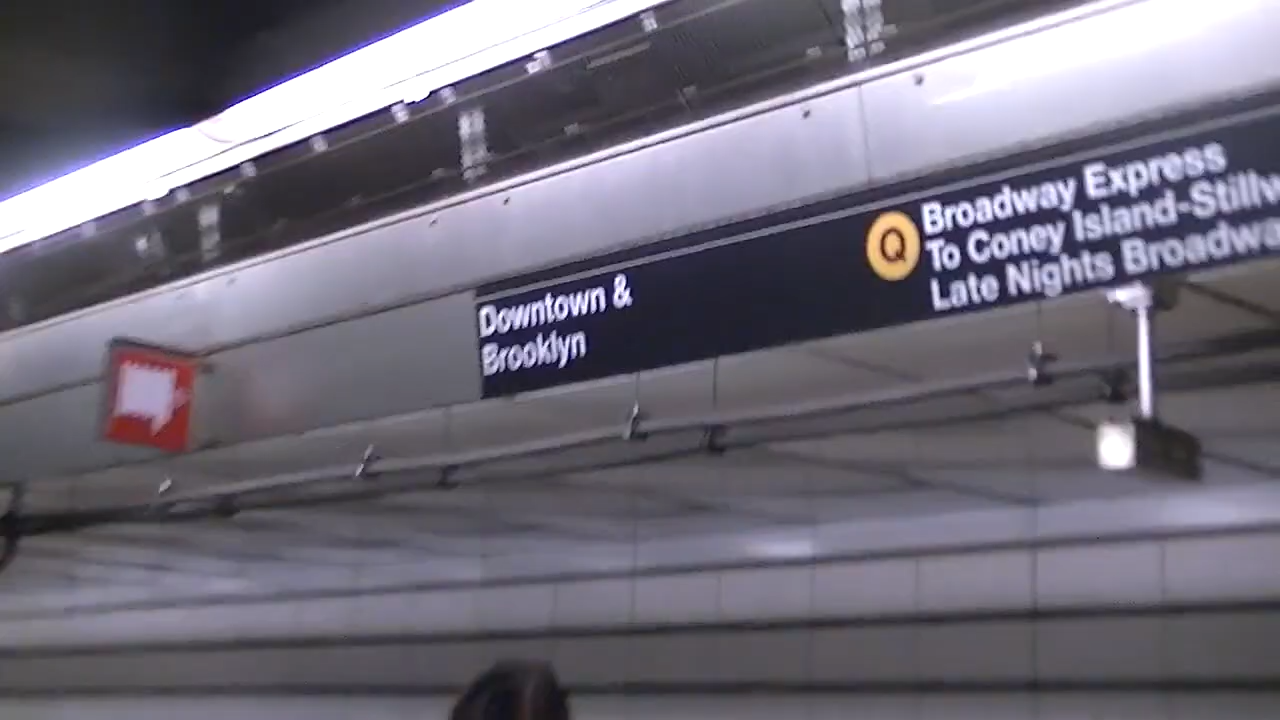 Downtown &
Brooklyn
Q
Broadway Express
To Coney Island-Stillw
Late Nights Broadwa